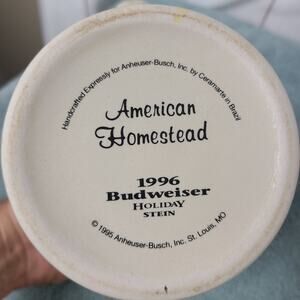 Handcrafted Expressly for Anheuser-Busch, Inc. by Ceramarte in Brazil
American
Homestead
1996
Budweiser
HOLIDAY
STEIN
© 1995 Anheuser-Busch, Inc. St. Louis, MO